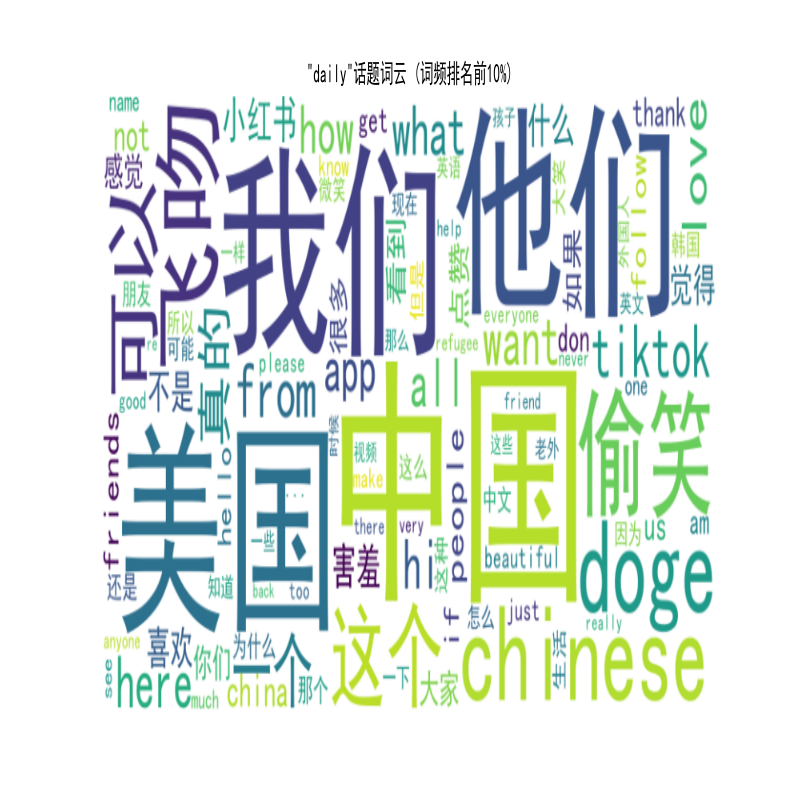 "daily"话题词云 (词频排名前10%)
name
not
感觉
可以
飞吻
小红书
how
get
what
know
微笑
英语
孩子
什么
thank
love
我们
他们
现在
help
大笑
外国人
follow
韩国
觉得
如果
一样
看到
但是
点赞
很多
朋友
所以
可能
re
good
不是
真的
from
please
app
那么
refugee
everyone
want
don
never
英文
tiktok
all
one
friend
friends
hello
美国
中国
偷笑
时候
视频
make
这么
people
这些
老外
中文
...
一些
there
very
害羞
hi
这种
beautiful
doge
因为
us
am
还是
知道
back
too
if
怎么
just
really
anyone
see
喜欢
here
你们
much
为什么
china
一个
那个
这个
一下
大家
chinese
生活